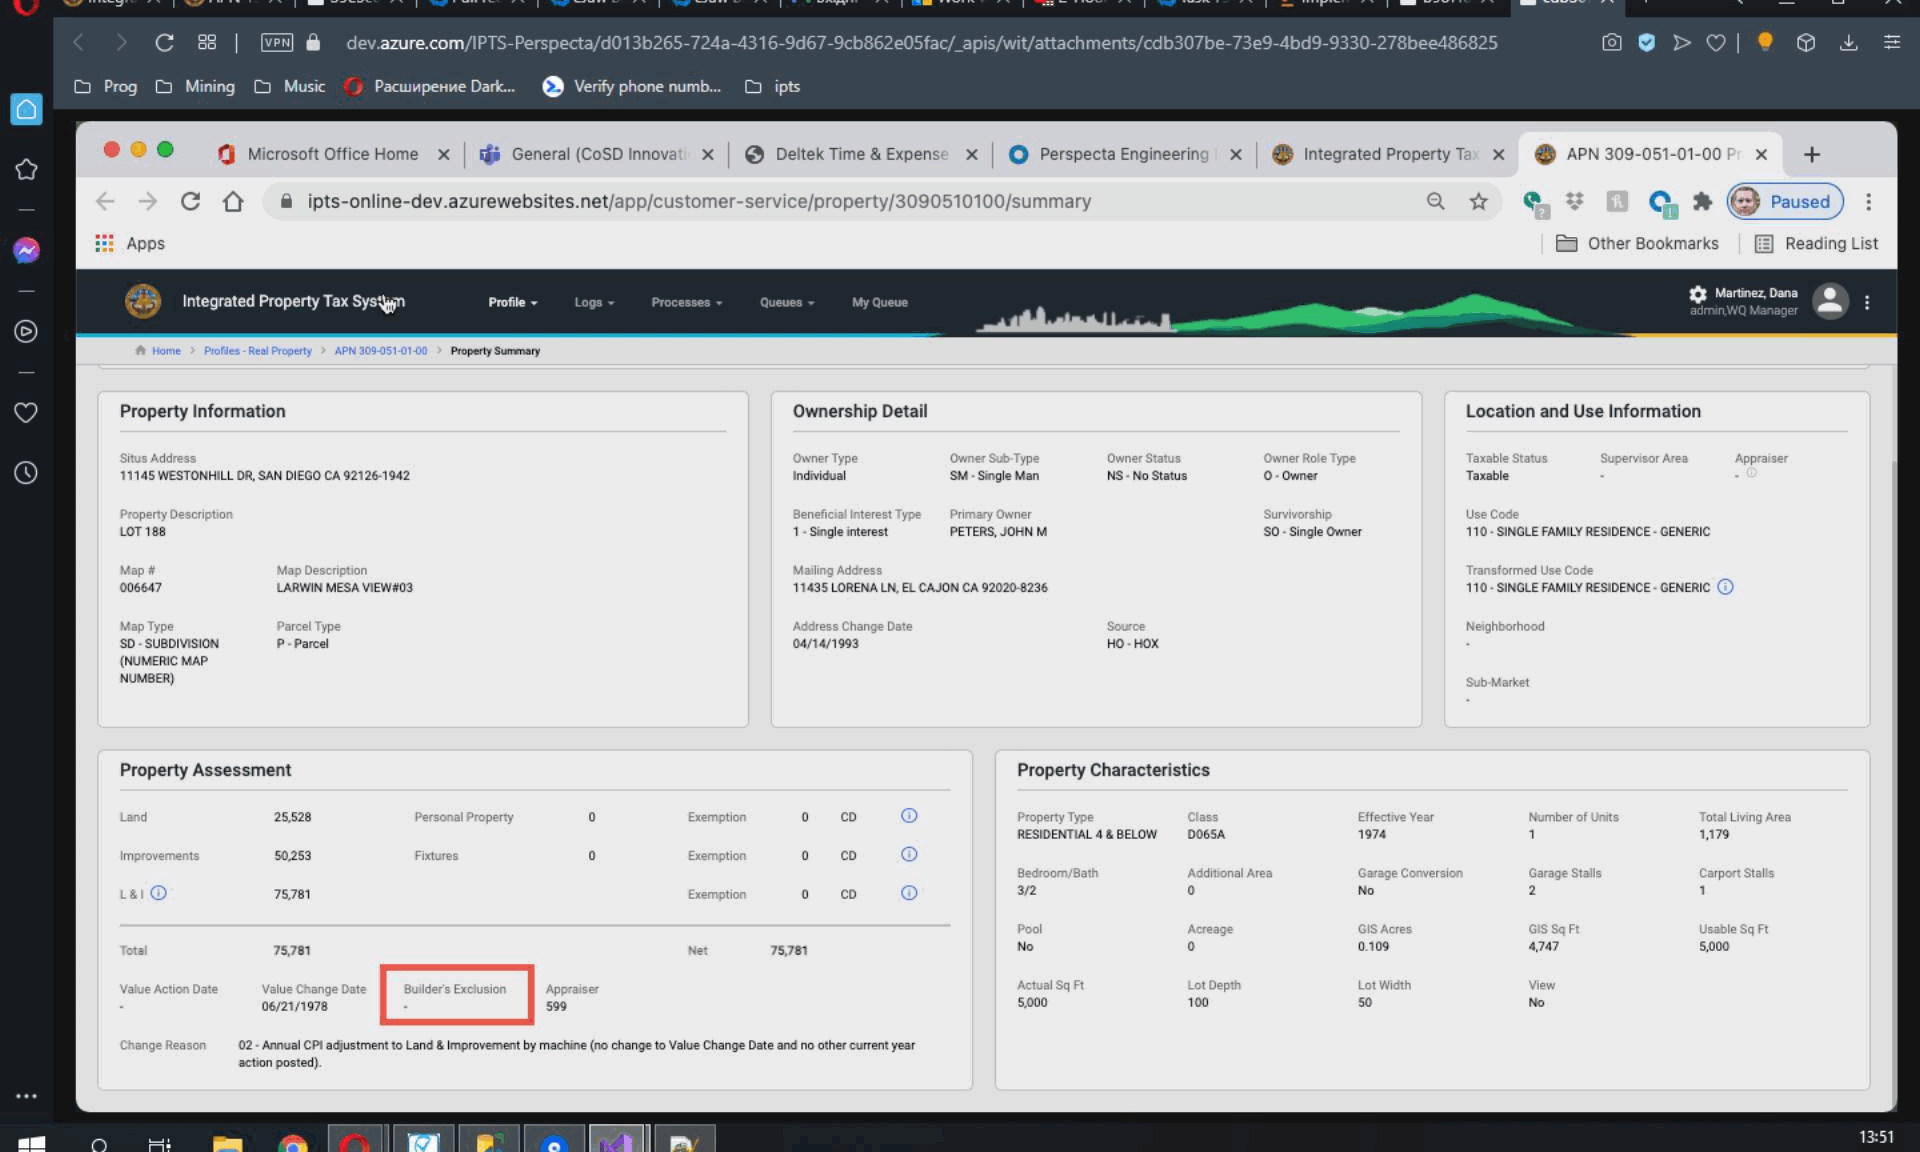 VPN
dev.azure.com/IPTS-Perspecta/d013b265-724a-4316-9d67-9cb862e05fac/_apis/wit/attachments/cdb307be-73e9-4bd9-9330-278bee486825
Prog Mining Music Расширение Dark... Verify phone numb... ipts
Microsoft Office Home General (CoSD Innovati Deltek Time & Expense Perspecta Engineering Integrated Property Tax APN 309-051-01-00 Pr
ipts-online-dev.azurewebsites.net/app/customer-service/property/3090510100/summary
Paused
Apps Other Bookmarks Reading List
Integrated Property Tax System Profile Logs Processes Queues My Queue
Martinez, Dana
admin,WQ Manager
Home Profiles - Real Property APN 309-051-01-00 Property Summary
Property Information
Situs Address
11145 WESTONHILL DR, SAN DIEGO CA 92126-1942
Property Description
LOT 188
Map # Map Description
006647 LARWIN MESA VIEW#03
Map Type Parcel Type
SD - SUBDIVISION P - Parcel
(NUMERIC MAP
NUMBER)
Ownership Detail
Owner Type Owner Sub-Type Owner Status Owner Role Type
Individual SM - Single Man NS - No Status O - Owner
Beneficial Interest Type Primary Owner Survivorship
1 - Single interest PETERS, JOHN M SO - Single Owner
Mailing Address
11435 LORENA LN, EL CAJON CA 92020-8236
Address Change Date Source
04/14/1993 HO - HOX
Location and Use Information
Taxable Status Supervisor Area Appraiser
Taxable - -
Use Code
110 - SINGLE FAMILY RESIDENCE - GENERIC
Transformed Use Code
110 - SINGLE FAMILY RESIDENCE - GENERIC
Neighborhood
-
Sub-Market
-
Property Assessment
Land 25,528 Personal Property 0 Exemption 0 CD
Improvements 50,253 Fixtures 0 Exemption 0 CD
L & I 75,781 Exemption 0 CD
Total 75,781 Net 75,781
Value Action Date Value Change Date Builder's Exclusion Appraiser
- 06/21/1978 - 599
Change Reason 02 - Annual CPI adjustment to Land & Improvement by machine (no change to Value Change Date and no other current year
action posted).
Property Characteristics
Property Type Class Effective Year Number of Units Total Living Area
RESIDENTIAL 4 & BELOW D065A 1974 1 1,179
Bedroom/Bath Additional Area Garage Conversion Garage Stalls Carport Stalls
3/2 0 No 2 1
Pool Acreage GIS Acres GIS Sq Ft Usable Sq Ft
No 0 0.109 4,747 5,000
Actual Sq Ft Lot Depth Lot Width View
5,000 100 50 No
13:51